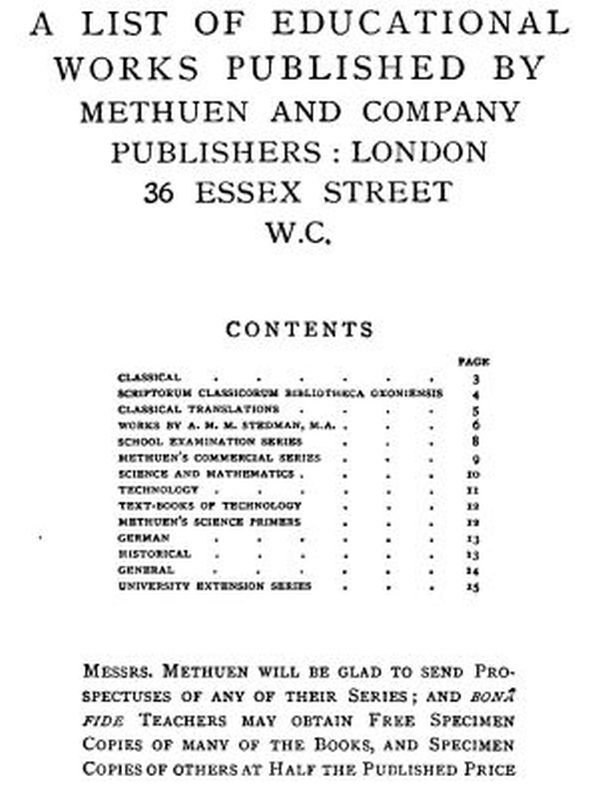 A LIST OF EDUCATIONAL
WORKS PUBLISHED BY
METHUEN AND COMPANY
PUBLISHERS : LONDON
36 ESSEX STREET
W.C.
CONTENTS
PAGE
CLASSICAL . . . . . . 3
SCRIPTORUM CLASSICORUM BIBLIOTHECA OXONIENSIS 4
CLASSICAL TRANSLATIONS . . . . 5
WORKS BY A. M. M. STEDMAN, M.A. . . . 6
SCHOOL EXAMINATION SERIES . . . 8
METHUEN'S COMMERCIAL SERIES . . . 9
SCIENCE AND MATHEMATICS . . . . 10
TECHNOLOGY . . . . . . 11
TEXT-BOOKS OF TECHNOLOGY . . . 12
METHUEN'S SCIENCE PRIMERS . . . 12
GERMAN . . . . . . 13
HISTORICAL . . . . . . 13
GENERAL . . . . . . 14
UNIVERSITY EXTENSION SERIES . . . 15
MESSRS. METHUEN WILL BE GLAD TO SEND PRO-
SPECTUSES OF ANY OF THEIR SERIES; AND BONÂ
FIDE TEACHERS MAY OBTAIN FREE SPECIMEN
COPIES OF MANY OF THE BOOKS, AND SPECIMEN
COPIES OF OTHERS AT HALF THE PUBLISHED PRICE